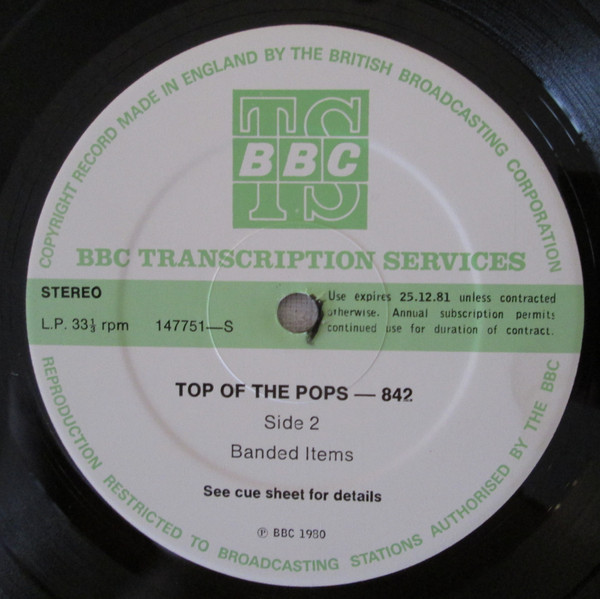 COPYRIGHT RECORD MADE IN ENGLAND BY THE BRITISH BROADCASTING CORPORATION
TS
BBC
BBC TRANSCRIPTION SERVICES
STEREO
L.P. 33⅓ rpm 147751—S
Use expires 25.12.81 unless contracted
otherwise. Annual subscription permits
continued use for duration of contract.
TOP OF THE POPS — 842
Side 2
Banded Items
See cue sheet for details
℗ BBC 1980
REPRODUCTION RESTRICTED TO BROADCASTING STATIONS AUTHORISED BY THE BBC